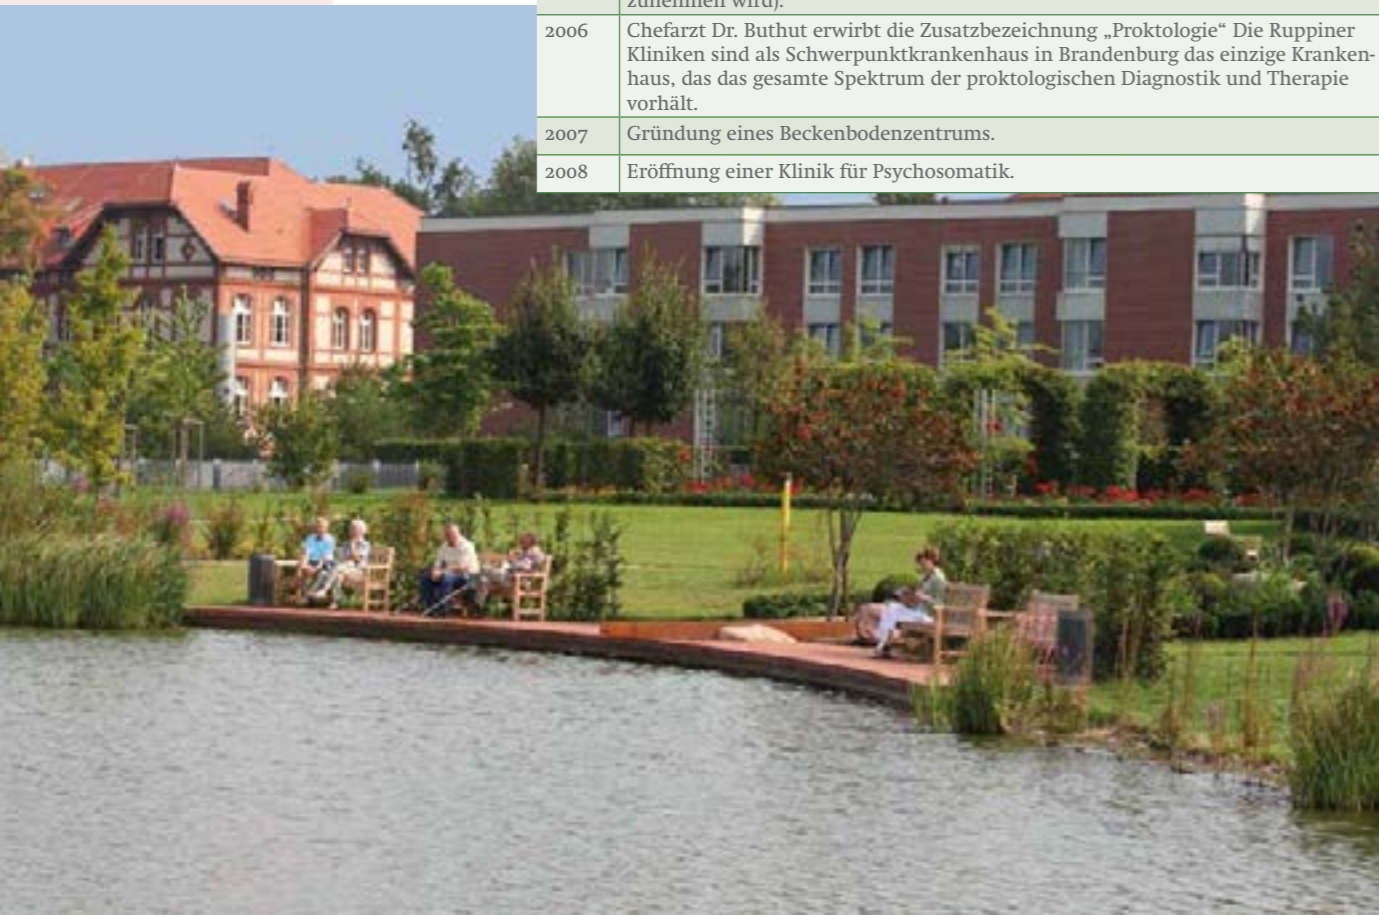 zunehmen wird).
2006 Chefarzt Dr. Buthut erwirbt die Zusatzbezeichnung „Proktologie“ Die Ruppiner
Kliniken sind als Schwerpunktkrankenhaus in Brandenburg das einzige Kranken-
haus, das das gesamte Spektrum der proktologischen Diagnostik und Therapie
vorhält.
2007 Gründung eines Beckenbodenzentrums.
2008 Eröffnung einer Klinik für Psychosomatik.